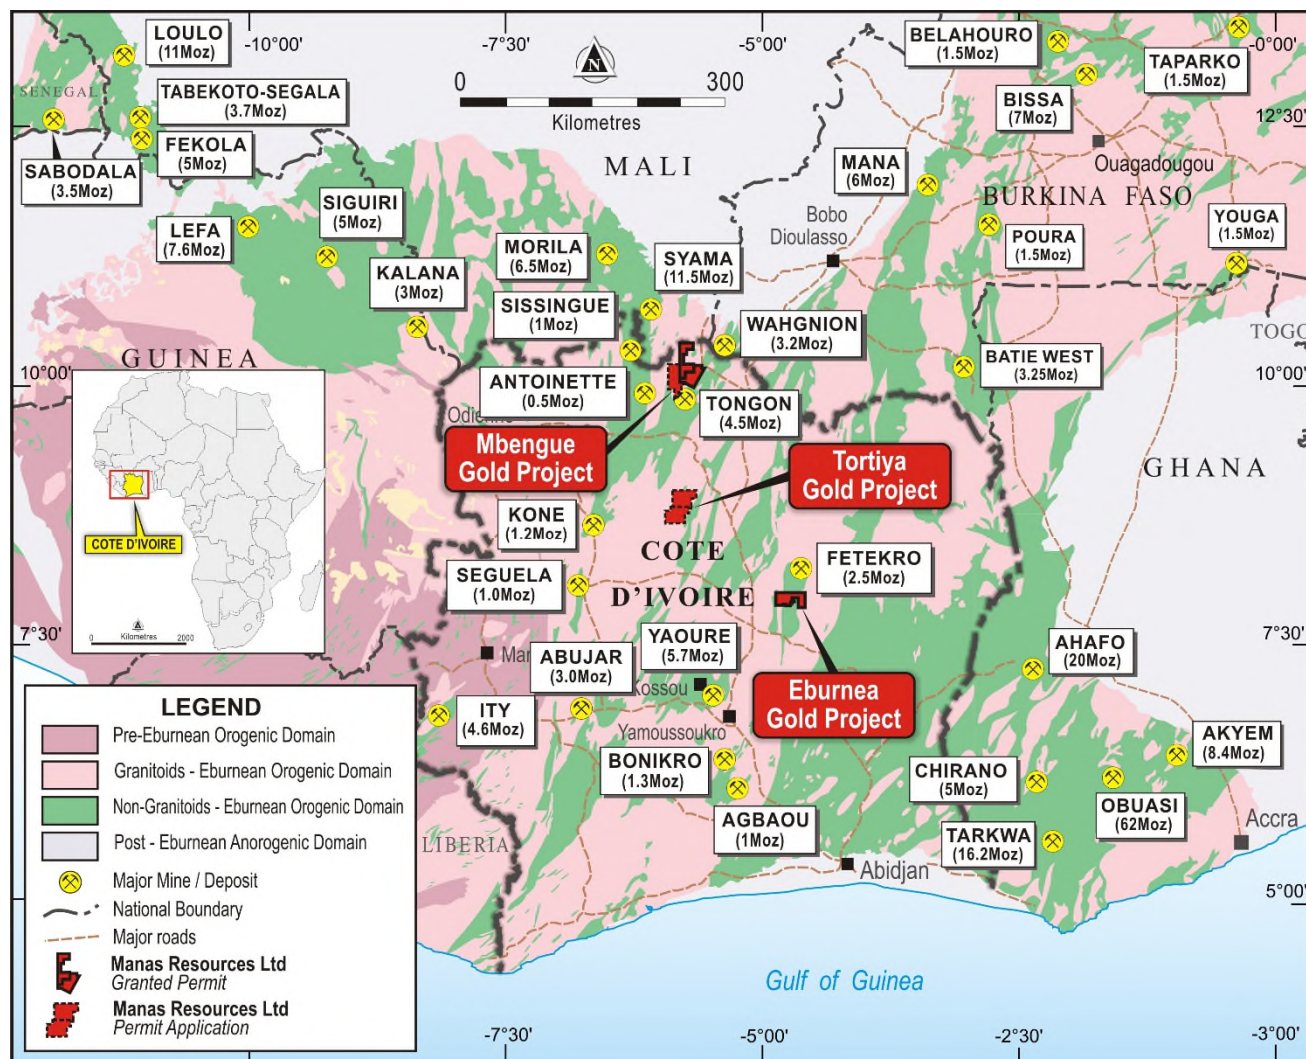 LOULO
(11Moz)
-10°00'
-7°30'
-5°00'
BELAHOURO
(1.5Moz)
-0°00'
N
0
300
Kilometres
TAPARKO
(1.5Moz)
SENEGAL
TABEKOTO-SEGALA
(3.7Moz)
BISSA
(7Moz)
12°30'
FEKOLA
(5Moz)
SABODALA
(3.5Moz)
MALI
MANA
(6Moz)
Ouagadougou
BURKINA FASO
SIGUIRI
(5Moz)
LEFA
(7.6Moz)
MORILA
(6.5Moz)
Bobo
Dioulasso
POURA
(1.5Moz)
YOUGA
(1.5Moz)
KALANA
(3Moz)
SYAMA
(11.5Moz)
SISSINGUE
(1Moz)
WAHGNION
(3.2Moz)
TOGO
GUINEA
BATIE WEST
(3.25Moz)
10°00'
10°00'
ANTOINETTE
(0.5Moz)
TONGON
(4.5Moz)
Mbengue
Gold Project
Tortiya
Gold Project
GHANA
COTE D'IVOIRE
Kilometres
0
2000
KONE
(1.2Moz)
COTE
D'IVOIRE
SEGUELA
(1.0Moz)
FETEKRO
(2.5Moz)
7°30'
7°30'
YAOURE
(5.7Moz)
ABUJAR
(3.0Moz)
AHAFO
(20Moz)
Kossou
Eburnea
Gold Project
ITY
(4.6Moz)
Yamoussoukro
AKYEM
(8.4Moz)
BONIKRO
(1.3Moz)
CHIRANO
(5Moz)
OBUASI
(62Moz)
AGBAOU
(1Moz)
TARKWA
(16.2Moz)
Accra
LIBERIA
Abidjan
5°00'
Gulf of Guinea
LEGEND
Pre-Eburnean Orogenic Domain
Granitoids - Eburnean Orogenic Domain
Non-Granitoids - Eburnean Orogenic Domain
Post - Eburnean Anorogenic Domain
Major Mine / Deposit
National Boundary
Major roads
Manas Resources Ltd
Granted Permit
Manas Resources Ltd
Permit Application
-7°30'
-5°00'
-2°30'
-3°00'